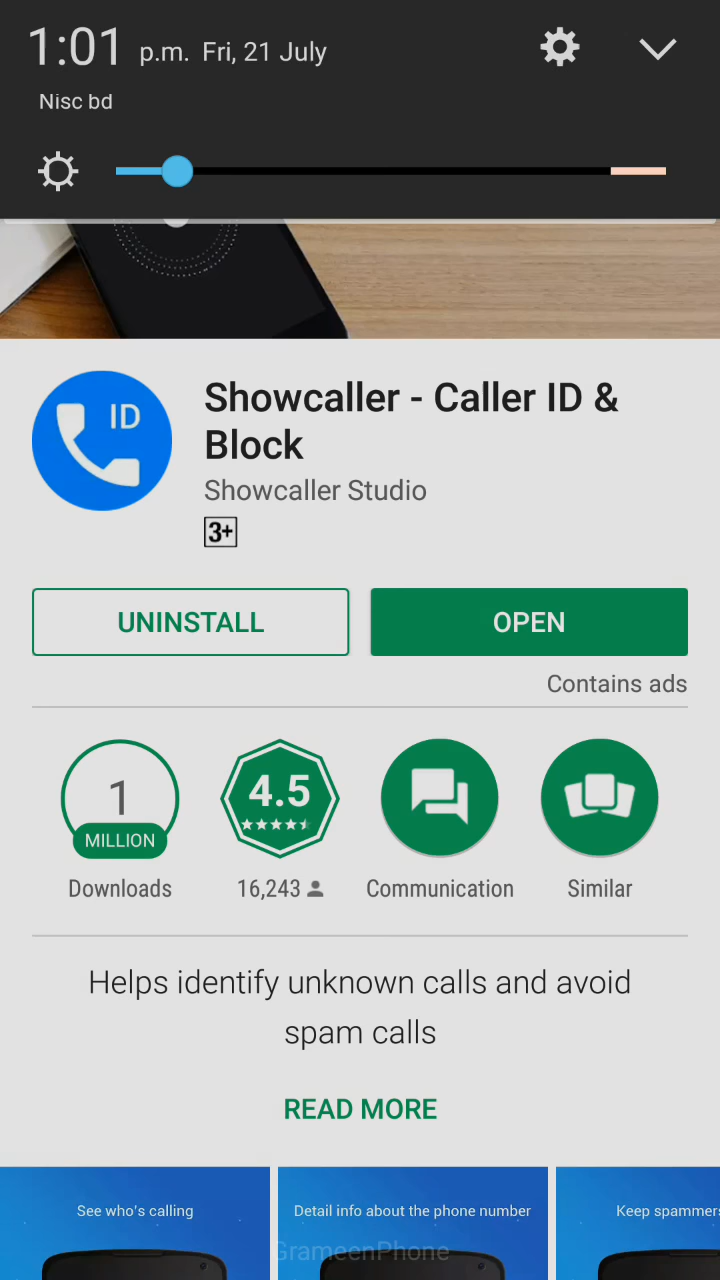 1:01 p.m. Fri, 21 July
Nisc bd
ID
Showcaller - Caller ID &
Block
Showcaller Studio
3+
UNINSTALL
OPEN
Contains ads
1
MILLION
4.5
Downloads
16,243
Communication
Similar
Helps identify unknown calls and avoid
spam calls
READ MORE
See who's calling
Detail info about the phone number
Keep spammers
GrameenPhone